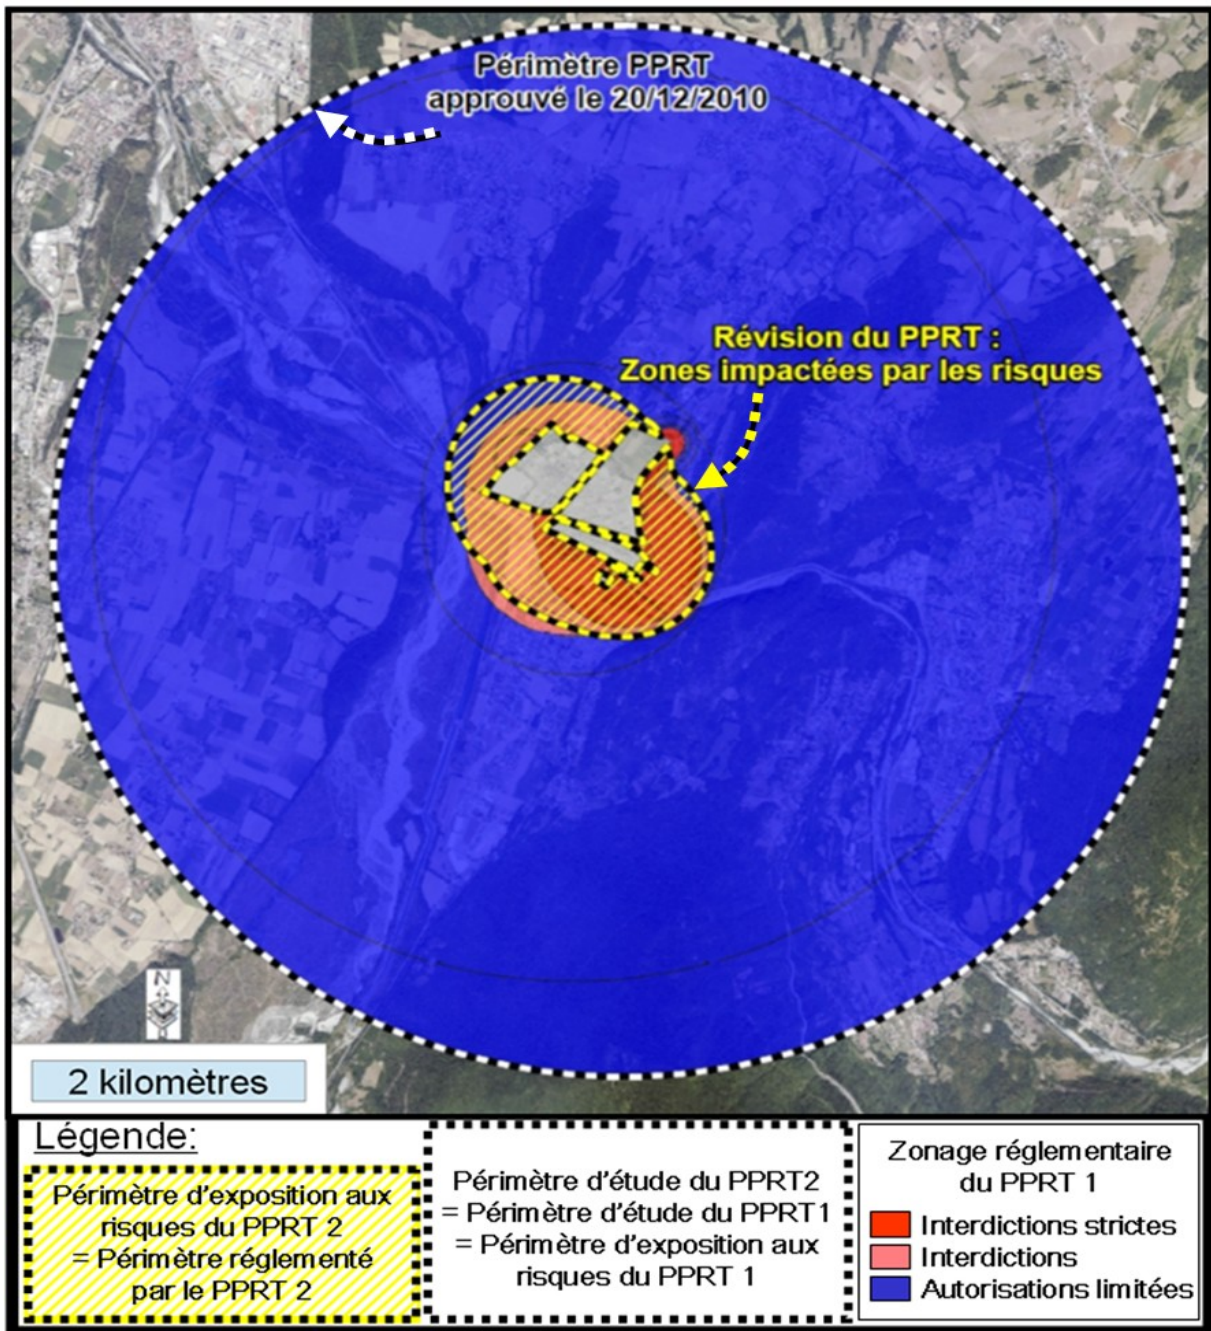 Périmètre PPRT
approuvé le 20/12/2010
Révision du PPRT :
Zones impactées par les risques
N
2 kilomètres
Légende:
Périmètre d'exposition aux
risques du PPRT 2
= Périmètre réglementé
par le PPRT 2
Périmètre d'étude du PPRT2
= Périmètre d'étude du PPRT1
= Périmètre d'exposition aux
risques du PPRT 1
Zonage réglementaire
du PPRT 1
Interdictions strictes
Interdictions
Autorisations limitées